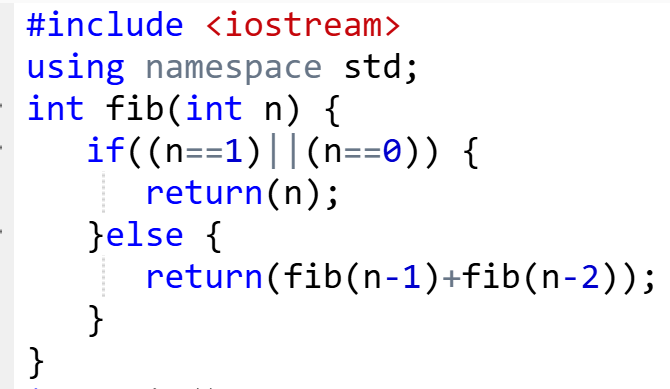 #include <iostream>
using namespace std;
int fib(int n) {
if((n==1)||(n==0)) {
return(n);
}else {
return(fib(n-1)+fib(n-2));
}
}